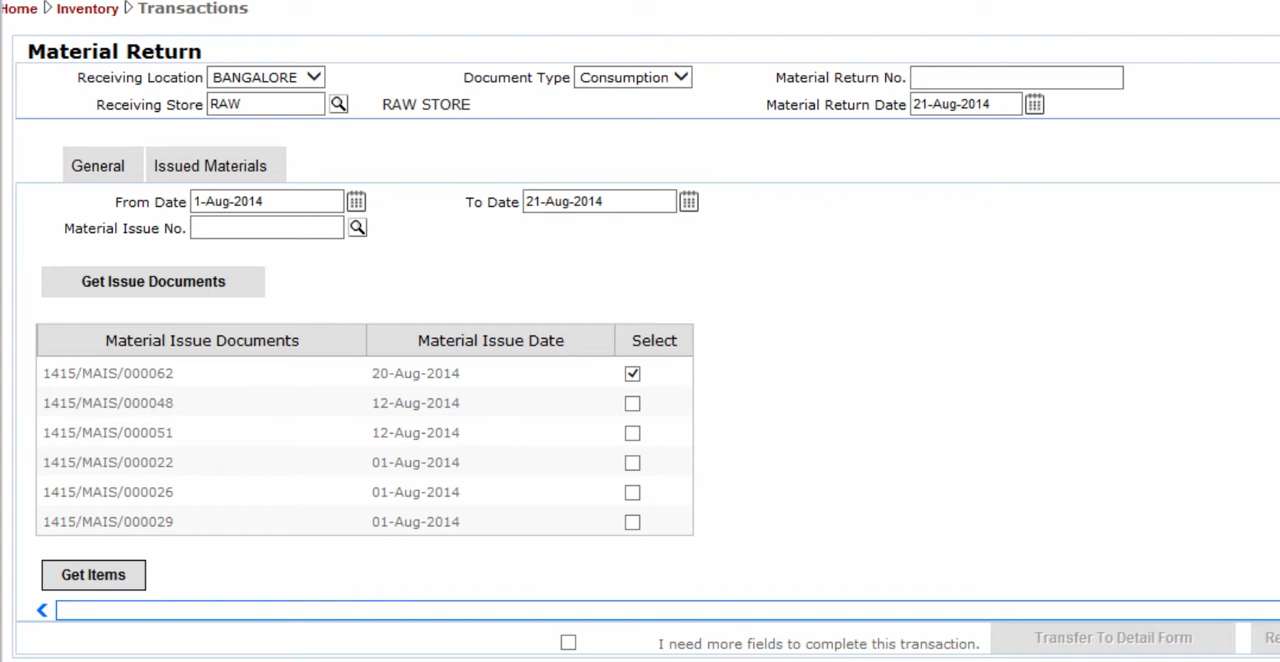 Home Inventory Transactions
Material Return
Receiving Location BANGALORE Document Type Consumption Material Return No.
Receiving Store RAW RAW STORE Material Return Date 21-Aug-2014
General Issued Materials
From Date 1-Aug-2014 To Date 21-Aug-2014
Material Issue No.
Get Issue Documents
Material Issue Documents Material Issue Date Select
1415/MAIS/000062 20-Aug-2014
1415/MAIS/000048 12-Aug-2014
1415/MAIS/000051 12-Aug-2014
1415/MAIS/000022 01-Aug-2014
1415/MAIS/000026 01-Aug-2014
1415/MAIS/000029 01-Aug-2014
Get Items
I need more fields to complete this transaction. Transfer To Detail Form